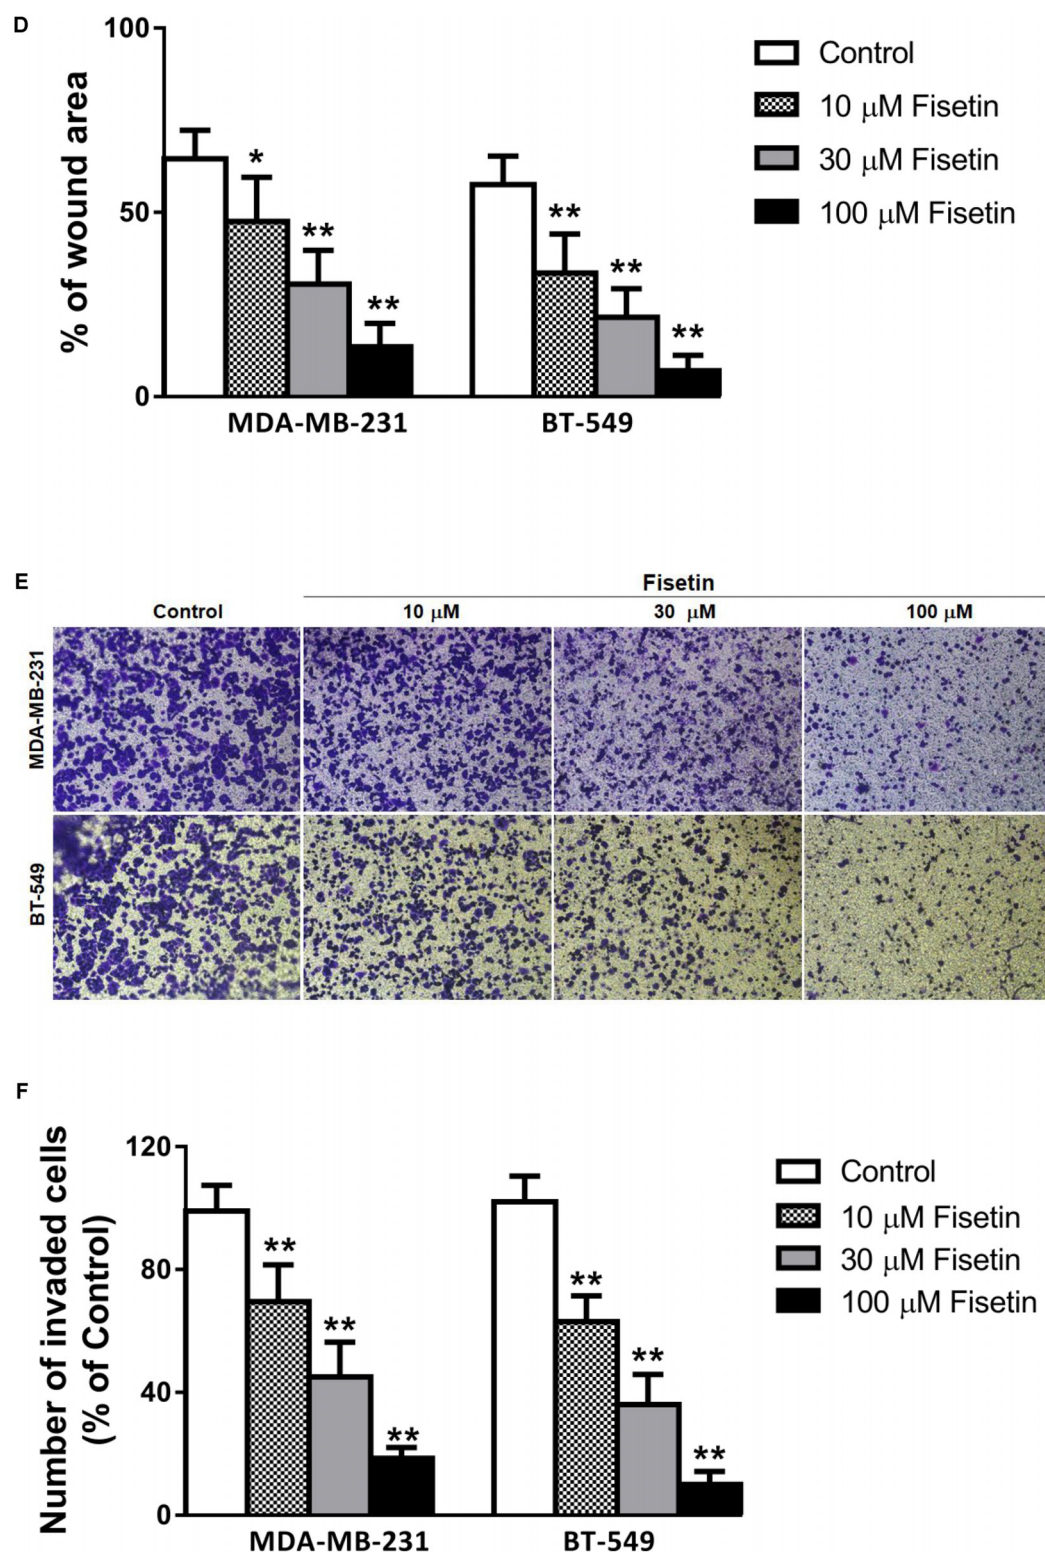 D
100
50
0
% of wound area
*
**
**
**
**
**
MDA-MB-231
BT-549
Control
10 μM Fisetin
30 μM Fisetin
100 μM Fisetin
E
Fisetin
Control
10 μM
30 μM
100 μM
MDA-MB-231
BT-549
F
120
80
40
0
Number of invaded cells
(% of Control)
**
**
**
**
**
**
MDA-MB-231
BT-549
Control
10 μM Fisetin
30 μM Fisetin
100 μM Fisetin